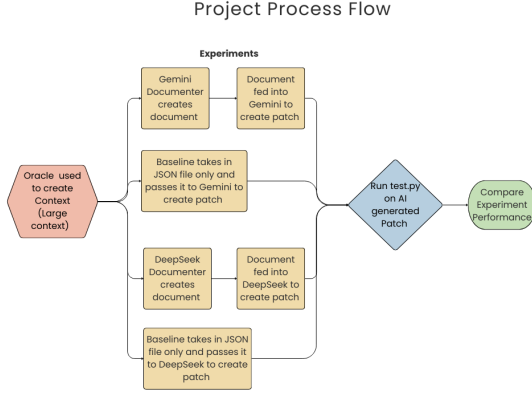 Project Process Flow
Experiments
Gemini
Documenter
creates
document
Document
fed into
Gemini to
create patch
Oracle used
to create
Context
(Large
context)
Baseline takes in
JSON file only and
passes it to Gemini to
create patch
Run test.py
on AI
generated
Patch
Compare
Experiment
Performance
DeepSeek
Documenter
creates
document
Document
fed into
DeepSeek to
create patch
Baseline takes in JSON
file only and passes it
to DeepSeek to create
patch